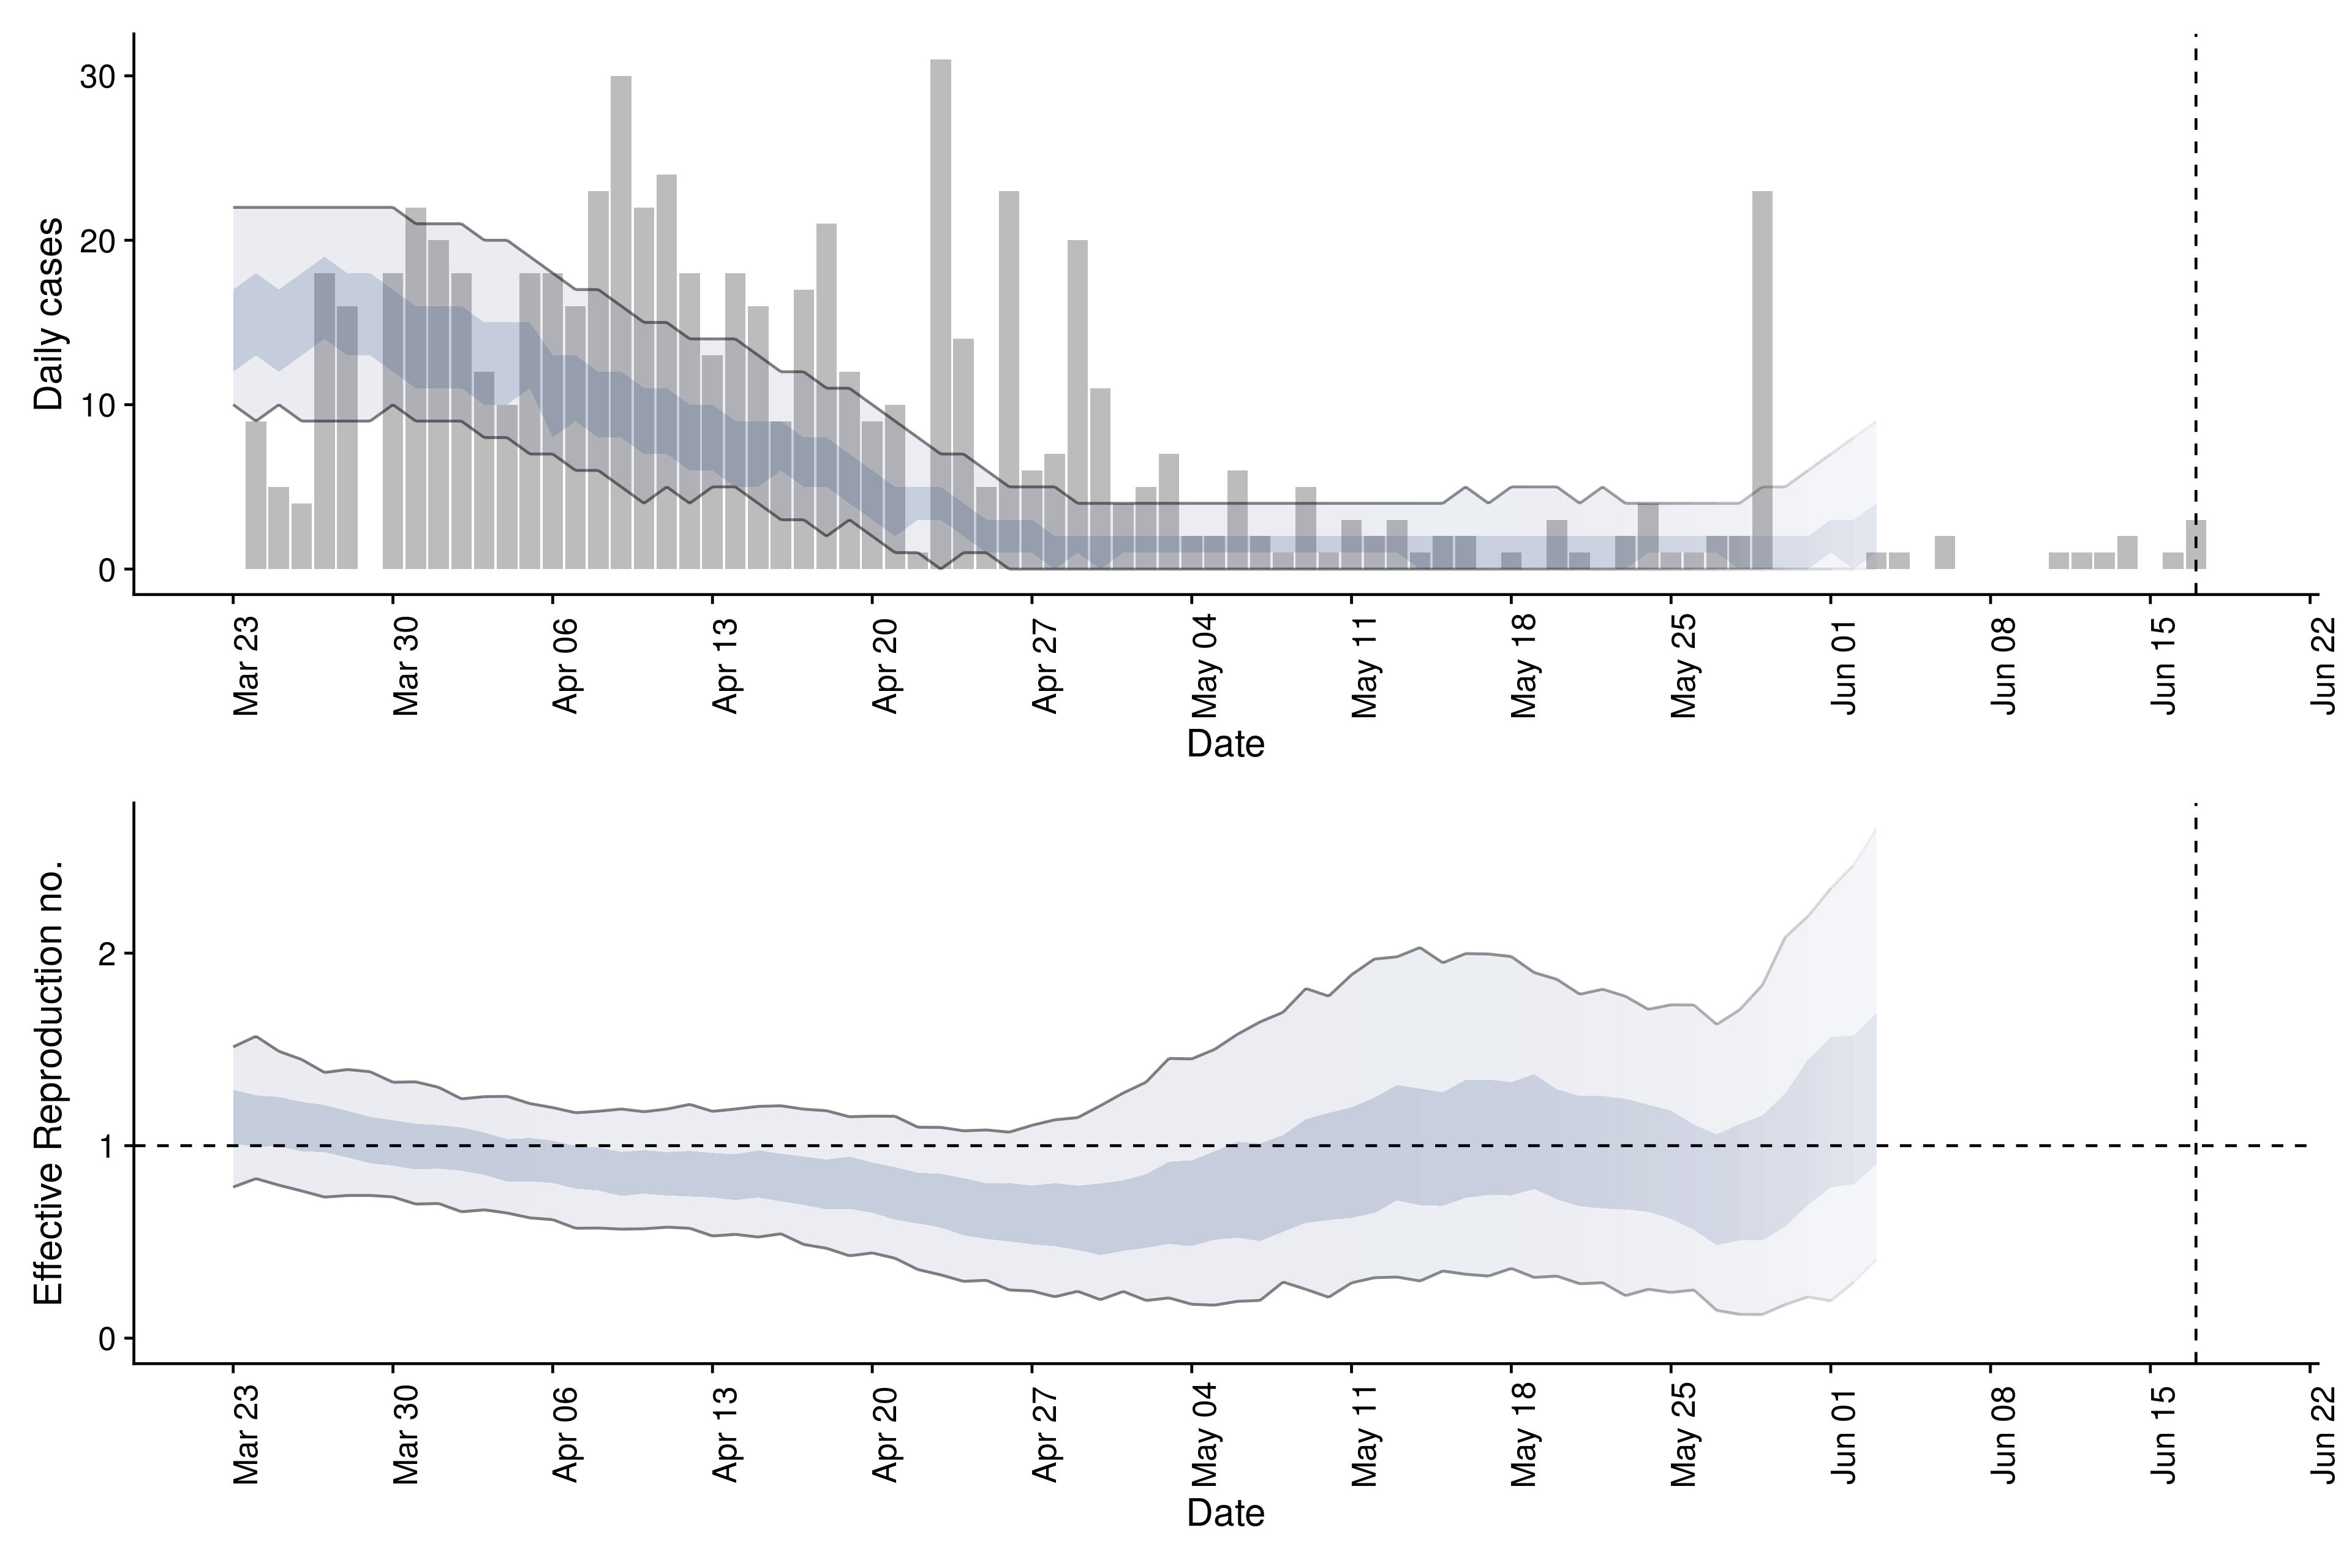 30
20
10
0
Daily cases
Mar 23
Mar 30
Apr 06
Apr 13
Apr 20
Apr 27
May 04
May 11
May 18
May 25
Jun 01
Jun 08
Jun 15
Jun 22
Date
2
1
0
Effective Reproduction no.
Mar 23
Mar 30
Apr 06
Apr 13
Apr 20
Apr 27
May 04
May 11
May 18
May 25
Jun 01
Jun 08
Jun 15
Jun 22
Date